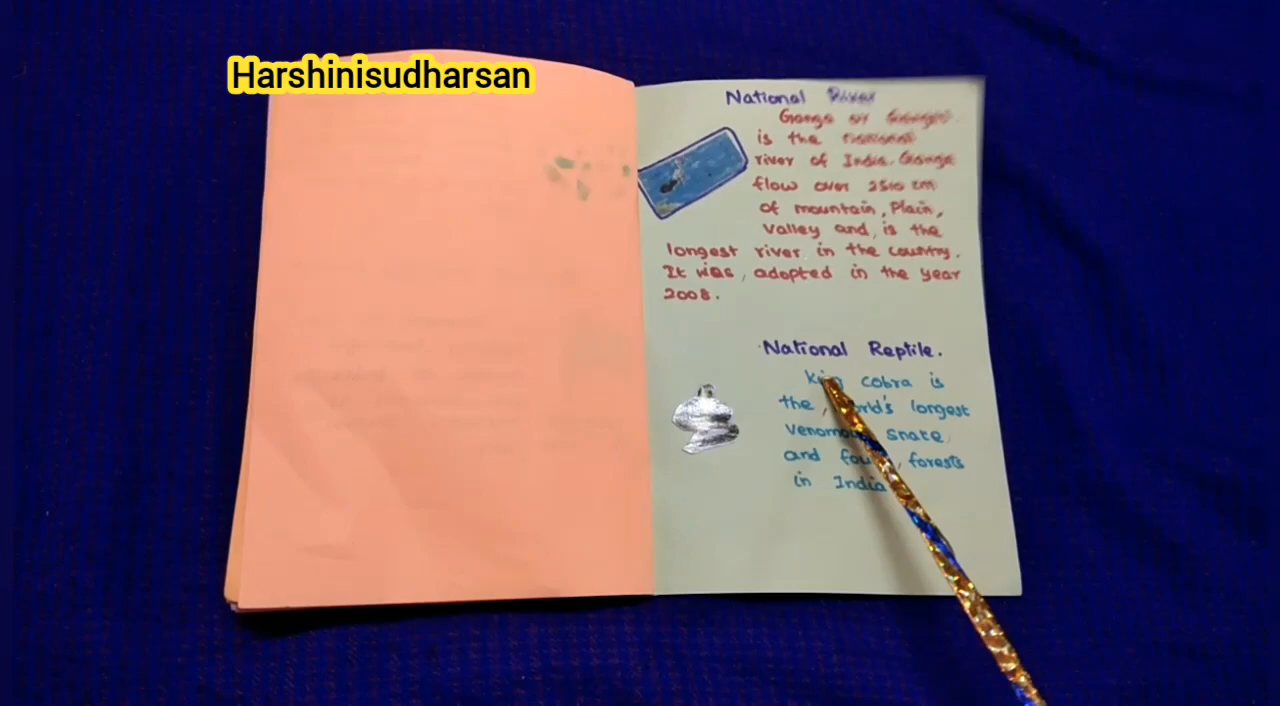 Harshinisudharsan
National River
Ganga or
is the national
river of India. Ganga
flow over 2510 km
of mountain, Plain,
Valley and, is the
longest river, in the country.
It was, adopted in the year
2008.
National Reptile.
cobra is
the, longest
snake,
and, forests
in India